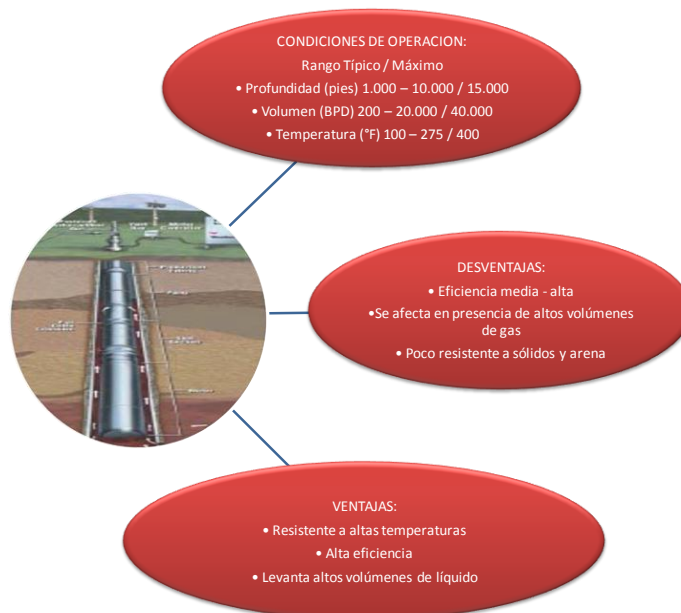 CONDICIONES DE OPERACION:
Rango Típico / Máximo
• Profundidad (pies) 1.000 – 10.000 / 15.000
• Volumen (BPD) 200 – 20.000 / 40.000
• Temperatura (°F) 100 – 275 / 400
DESVENTAJAS:
• Eficiencia media - alta
•Se afecta en presencia de altos volúmenes
de gas
• Poco resistente a sólidos y arena
VENTAJAS:
• Resistente a altas temperaturas
• Alta eficiencia
• Levanta altos volúmenes de líquido